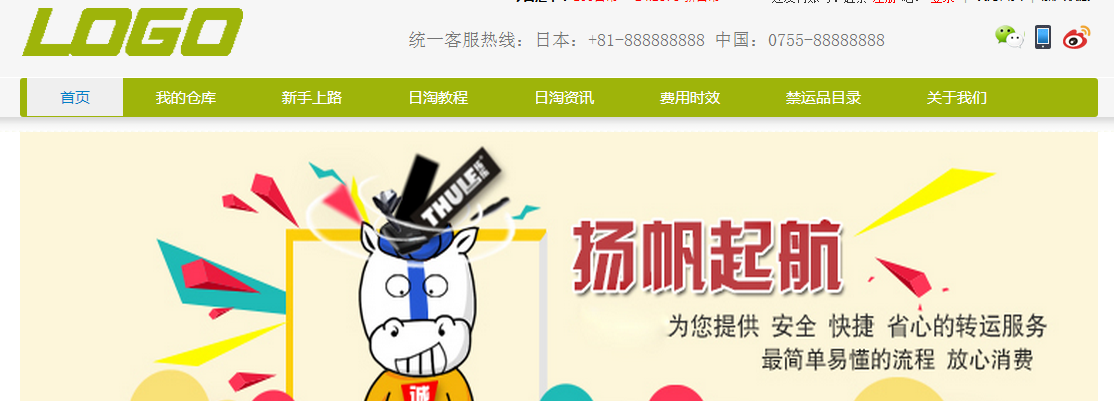 LOGO
统一客服热线：日本：+81-888888888 中国：0755-88888888
首页 我的仓库 新手上路 日淘教程 日淘资讯 费用时效 禁运品目录 关于我们
THULE
扬帆起航
为您提供 安全 快捷 省心的转运服务
最简单易懂的流程 放心消费
诚